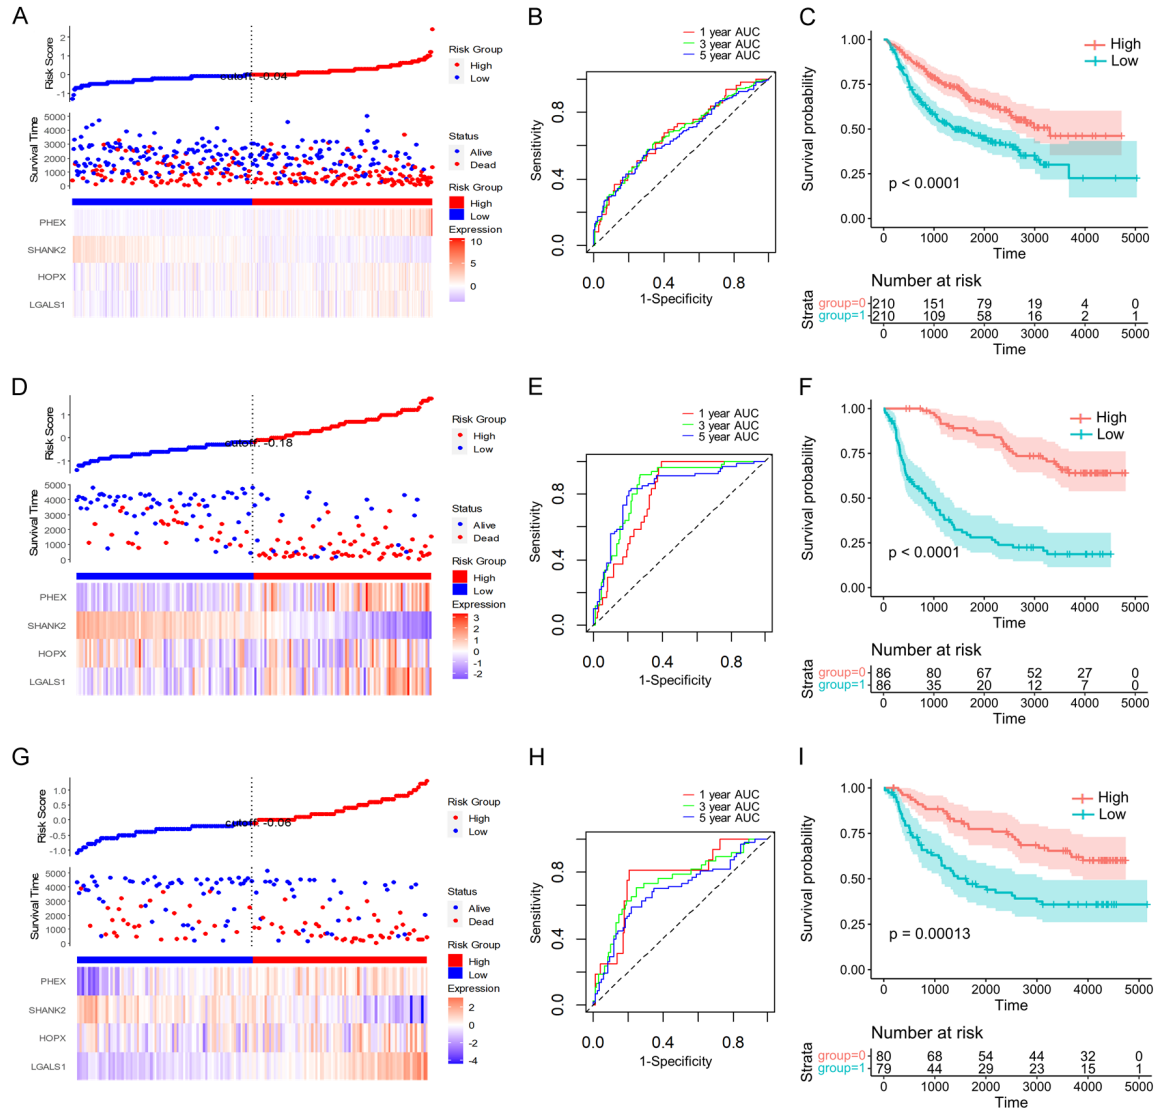 A
Risk Score
2
1
0
-1
cutoff: -0.04
Risk Group
High
Low
Survival Time
5000
4000
3000
2000
1000
0
Status
Alive
Dead
Risk Group
High
Low
Expression
10
5
0
PHEX
SHANK2
HOPX
LGALS1
B
1 year AUC
3 year AUC
5 year AUC
Sensitivity
0.8
0.4
0.0
0.0 0.4 0.8
1-Specificity
C
High
Low
Survival probability
1.00
0.75
0.50
0.25
0.00
p < 0.0001
0 1000 2000 3000 4000 5000
Time
Number at risk
Strata
group=0 210 151 79 19 4 0
group=1 210 109 58 16 2 1
0 1000 2000 3000 4000 5000
Time
D
Risk Score
1
0
-1
cutoff: -0.18
Risk Group
High
Low
Survival Time
5000
4000
3000
2000
1000
0
Status
Alive
Dead
Risk Group
High
Low
Expression
3
2
1
0
-1
-2
PHEX
SHANK2
HOPX
LGALS1
E
1 year AUC
3 year AUC
5 year AUC
Sensitivity
0.8
0.4
0.0
0.0 0.4 0.8
1-Specificity
F
High
Low
Survival probability
1.00
0.75
0.50
0.25
0.00
p < 0.0001
0 1000 2000 3000 4000 5000
Time
Number at risk
Strata
group=0 86 80 67 52 27 0
group=1 86 35 20 12 7 0
0 1000 2000 3000 4000 5000
Time
G
Risk Score
1.0
0.5
0.0
-0.5
-1.0
cutoff: -0.06
Risk Group
High
Low
Survival Time
5000
4000
3000
2000
1000
0
Status
Alive
Dead
Risk Group
High
Low
Expression
2
0
-2
-4
PHEX
SHANK2
HOPX
LGALS1
H
1 year AUC
3 year AUC
5 year AUC
Sensitivity
0.8
0.4
0.0
0.0 0.4 0.8
1-Specificity
I
High
Low
Survival probability
1.00
0.75
0.50
0.25
0.00
p = 0.00013
0 1000 2000 3000 4000 5000
Time
Number at risk
Strata
group=0 80 68 54 44 32 0
group=1 79 44 29 23 15 1
0 1000 2000 3000 4000 5000
Time